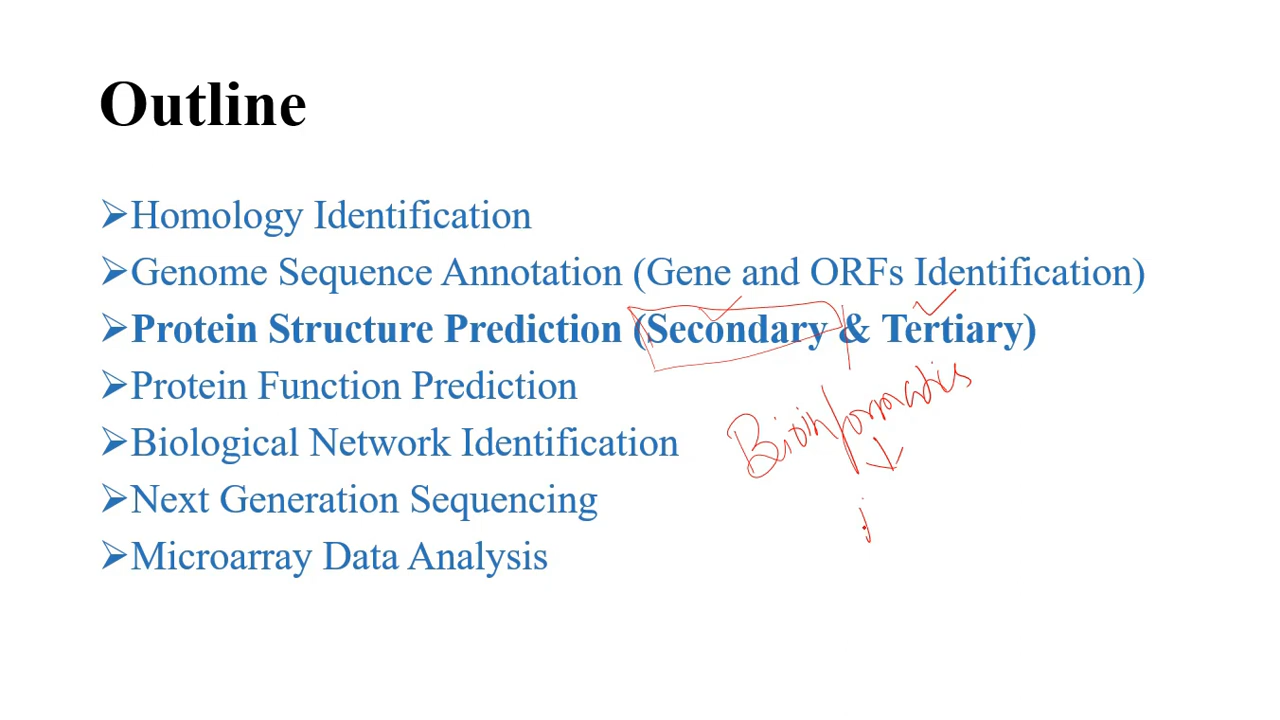 Outline
➢Homology Identification
➢Genome Sequence Annotation (Gene and ORFs Identification)
➢Protein Structure Prediction (Secondary & Tertiary)
➢Protein Function Prediction
Bioinformatics
➢Biological Network Identification
➢Next Generation Sequencing
➢Microarray Data Analysis